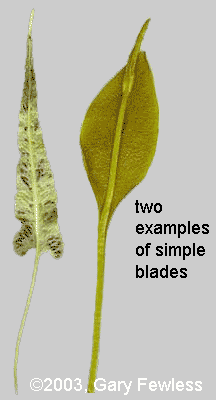 two
examples
of simple
blades
©2003, Gary Fewless